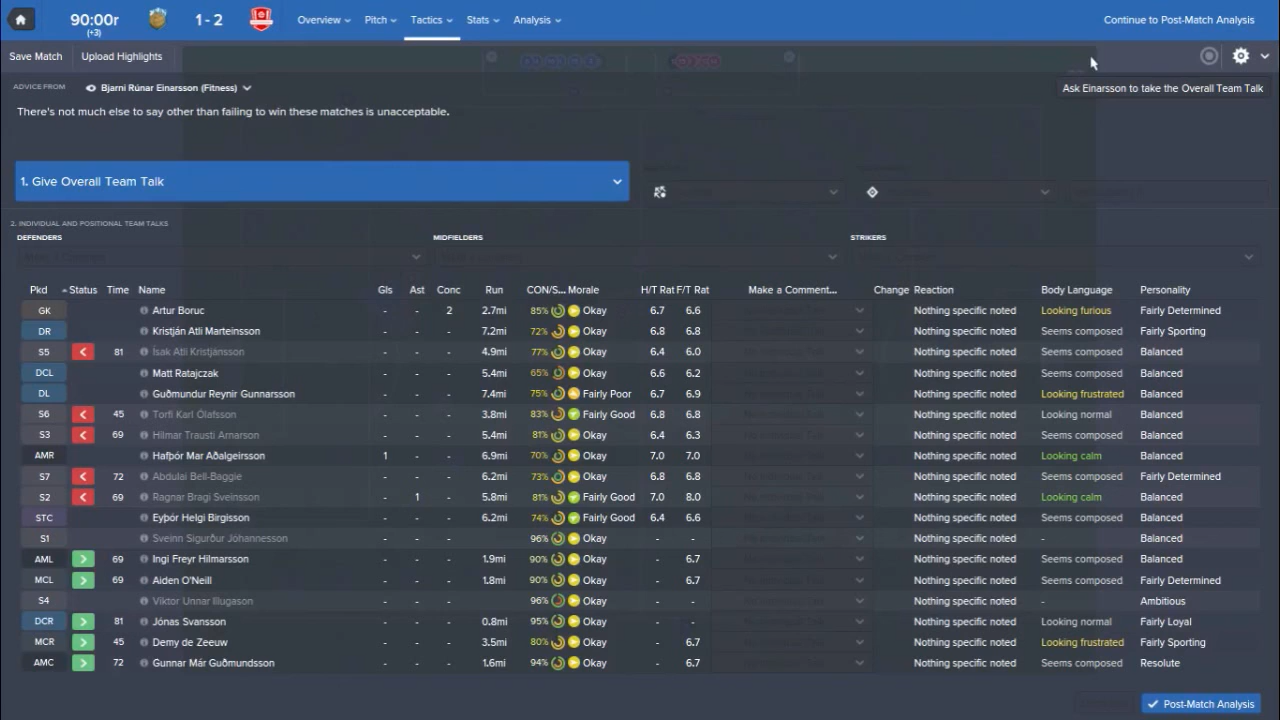 90:00r 1 - 2 Overview Pitch Tactics Stats Analysis Continue to Post-Match Analysis
(+3)
Save Match Upload Highlights
ADVICE FROM Bjarni Rúnar Einarsson (Fitness) Ask Einarsson to take the Overall Team Talk
There's not much else to say other than failing to win these matches is unacceptable.
1. Give Overall Team Talk
2. INDIVIDUAL AND POSITIONAL TEAM TALKS
DEFENDERS MIDFIELDERS STRIKERS
Pkd Status Time Name Gls Ast Conc Run CON/S... Morale H/T Rat F/T Rat Make a Comment... Change Reaction Body Language Personality
GK Artur Boruc - - 2 2.7mi 85% Okay 6.7 6.6 Nothing specific noted Looking furious Fairly Determined
DR Kristján Atli Marteinsson - - - 7.2mi 72% Okay 6.8 6.8 Nothing specific noted Seems composed Fairly Sporting
S5 81 Ísak Atli Kristjánsson - - - 4.9mi 77% Okay 6.4 6.0 Nothing specific noted Seems composed Balanced
DCL Matt Ratajczak - - - 5.4mi 65% Okay 6.6 6.2 Nothing specific noted Seems composed Balanced
DL Guðmundur Reynir Gunnarsson - - - 7.4mi 75% Fairly Poor 6.7 6.9 Nothing specific noted Looking frustrated Balanced
S6 45 Torfi Karl Ólafsson - - - 3.8mi 83% Fairly Good 6.8 6.8 Nothing specific noted Looking normal Balanced
S3 69 Hilmar Trausti Arnarson - - - 5.4mi 81% Okay 6.4 6.3 Nothing specific noted Seems composed Balanced
AMR Hafþór Mar Aðalgeirsson 1 - - 6.9mi 70% Okay 7.0 7.0 Nothing specific noted Looking calm Balanced
S7 72 Abdulai Bell-Baggie - - - 6.2mi 73% Okay 6.8 6.8 Nothing specific noted Seems composed Fairly Determined
S2 69 Ragnar Bragi Sveinsson - 1 - 5.8mi 81% Fairly Good 7.0 8.0 Nothing specific noted Looking calm Balanced
STC Eyþór Helgi Birgisson - - - 6.2mi 74% Fairly Good 6.4 6.6 Nothing specific noted Seems composed Balanced
S1 Sveinn Sigurður Jóhannesson 96% Okay - - Nothing specific noted - Balanced
AML 69 Ingi Freyr Hilmarsson - - - 1.9mi 90% Okay - 6.7 Nothing specific noted Seems composed Balanced
MCL 69 Aiden O'Neill - - - 1.8mi 90% Okay - 6.7 Nothing specific noted Seems composed Fairly Determined
S4 Viktor Unnar Illugason 96% Okay - - Nothing specific noted - Ambitious
DCR 81 Jónas Svansson - - - 0.8mi 95% Okay - - Nothing specific noted Looking normal Fairly Loyal
MCR 45 Demy de Zeeuw - - - 3.5mi 80% Okay - 6.7 Nothing specific noted Looking frustrated Fairly Sporting
AMC 72 Gunnar Már Guðmundsson - - - 1.6mi 94% Okay - 6.7 Nothing specific noted Seems composed Resolute
Post-Match Analysis